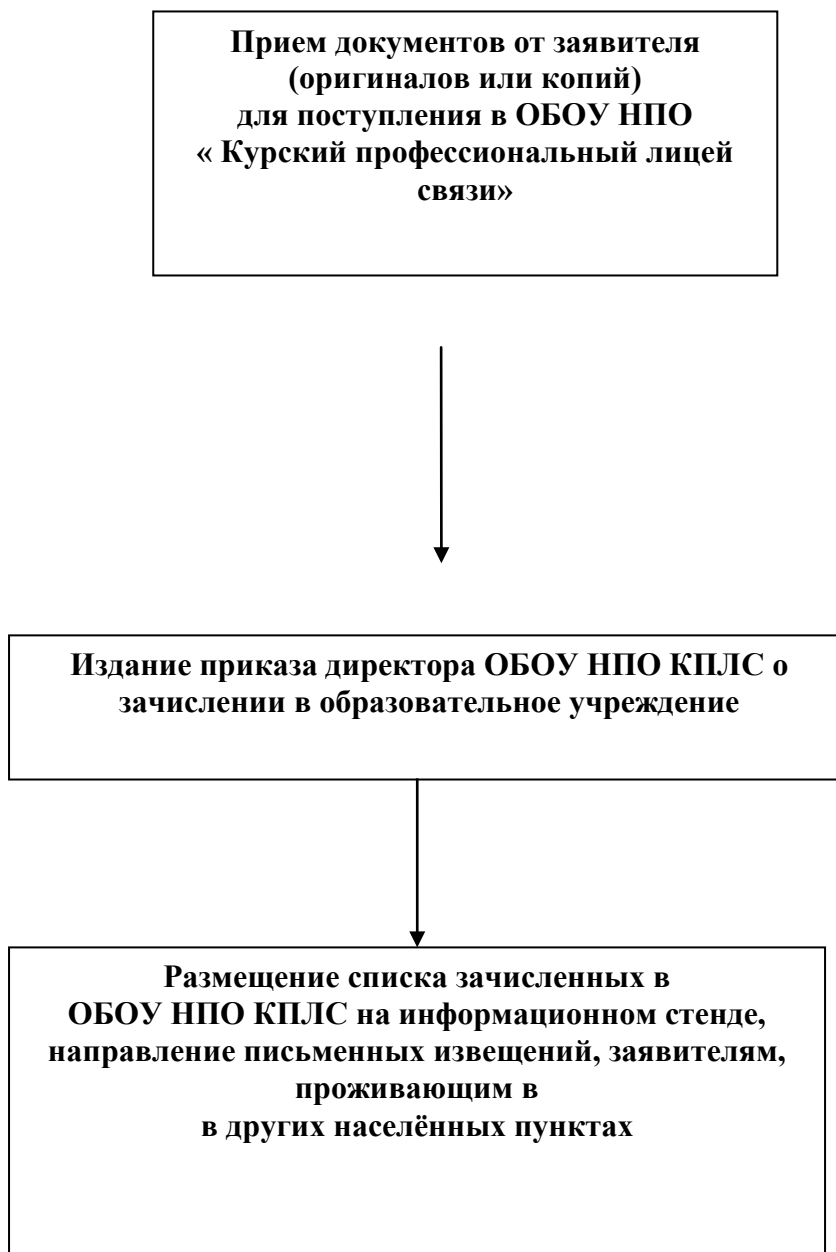 Прием документов от заявителя
(оригиналов или копий)
для поступления в ОБОУ НПО
« Курский профессиональный лицей
связи»
Издание приказа директора ОБОУ НПО КПЛС о
зачислении в образовательное учреждение
Размещение списка зачисленных в
ОБОУ НПО КПЛС на информационном стенде,
направление письменных извещений, заявителям,
проживающим в
в других населённых пунктах